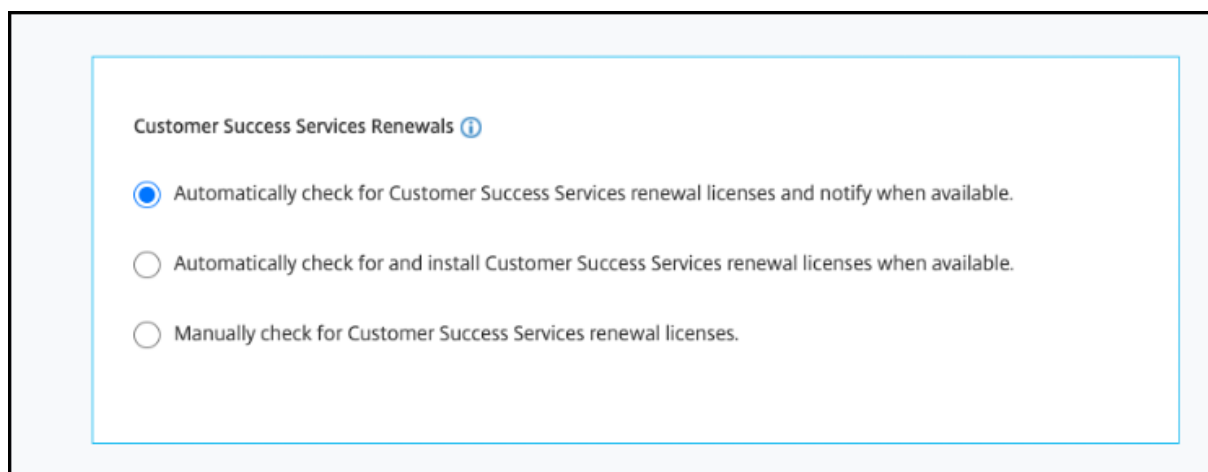 Customer Success Services Renewals
Automatically check for Customer Success Services renewal licenses and notify when available.
Automatically check for and install Customer Success Services renewal licenses when available.
Manually check for Customer Success Services renewal licenses.